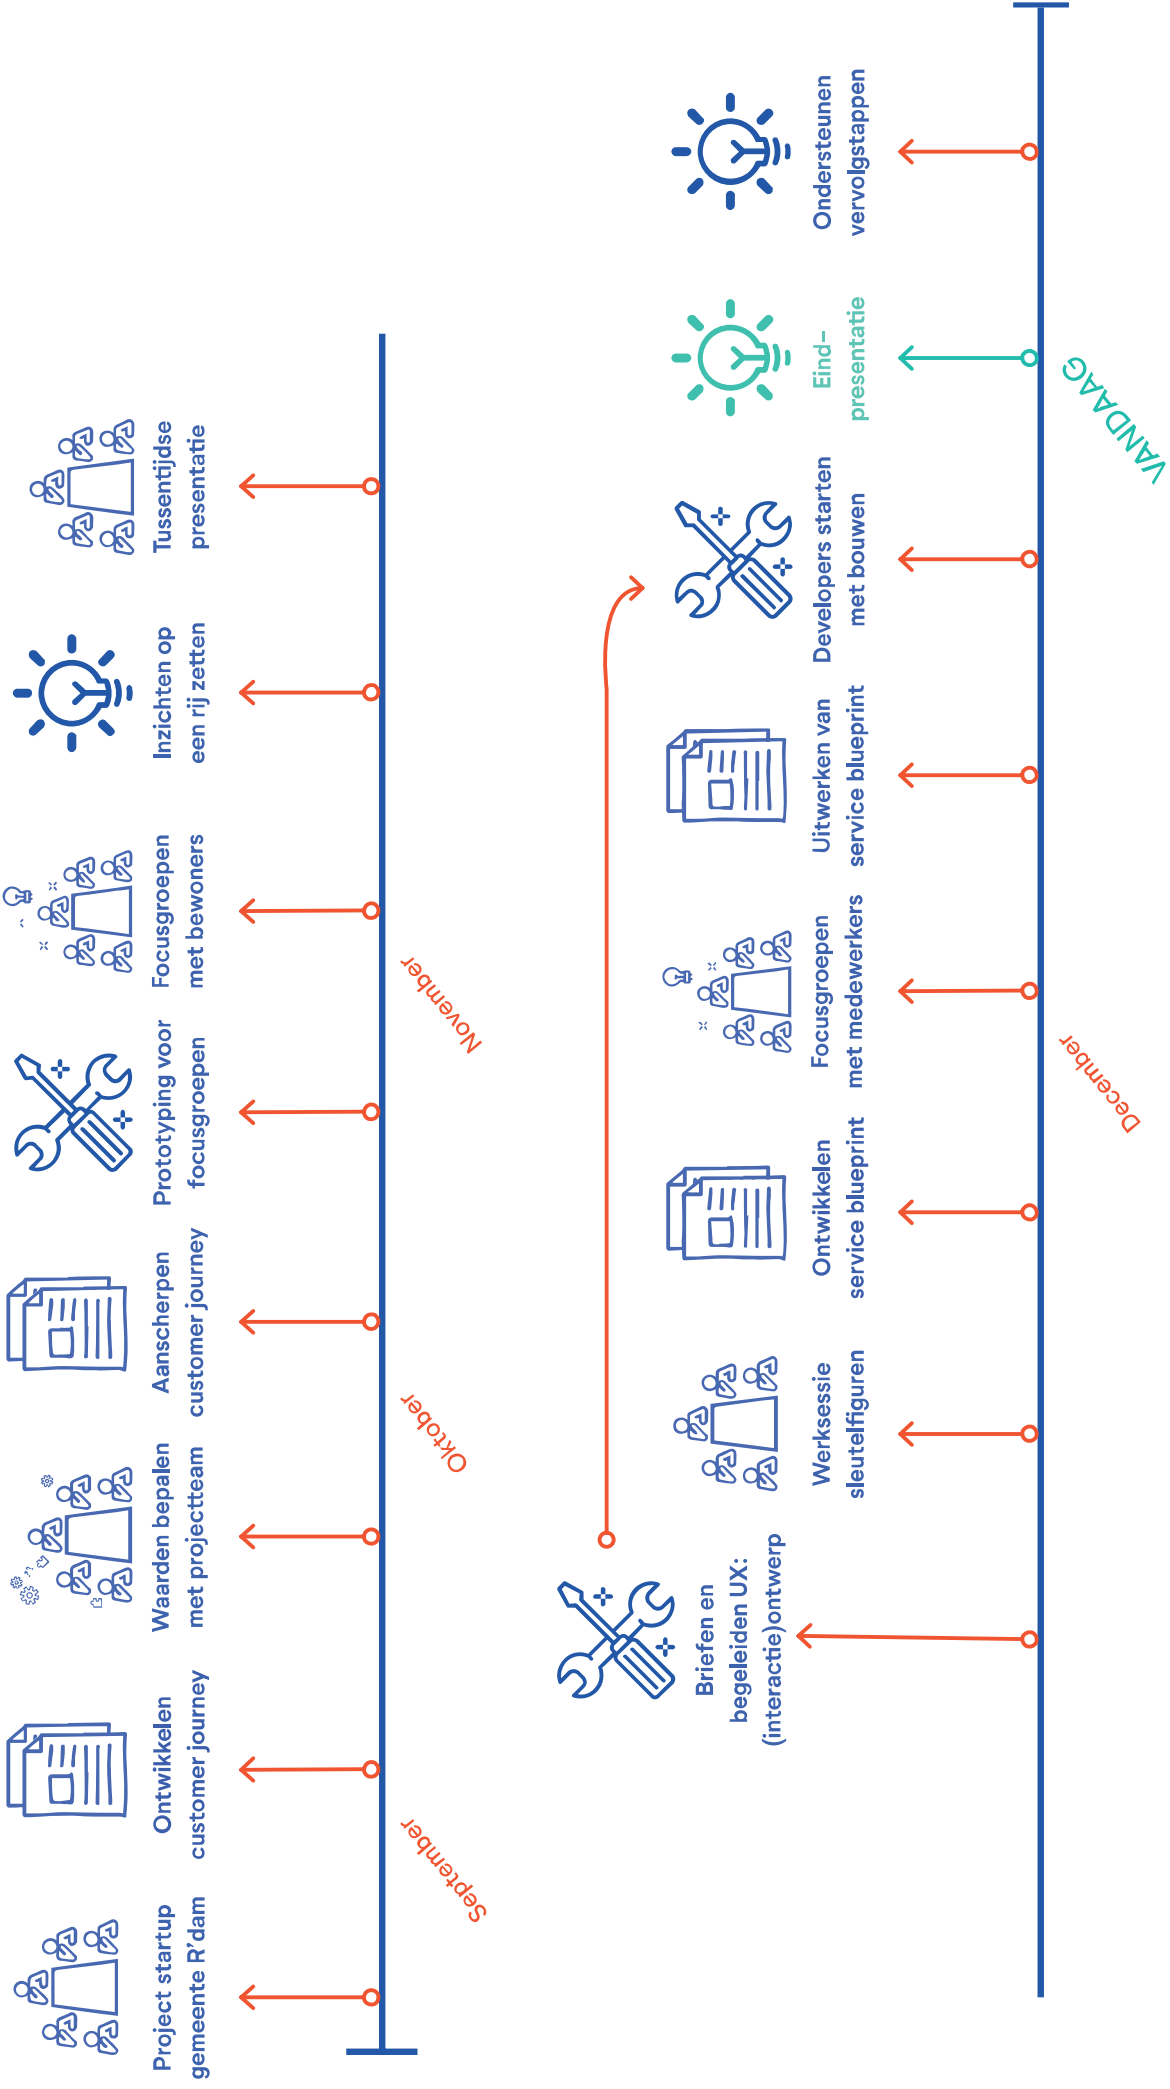 Project startup
gemeente R'dam
Ontwikkelen
customer journey
Waarden bepalen
met projectteam
Aanscherpen
customer journey
Prototyping voor
focusgroepen
Focusgroepen
met bewoners
Inzichten op
een rij zetten
Tussentijdse
presentatie
September
Oktober
November
Briefen en
begeleiden UX:
(interactie)ontwerp
Werksessie
sleutelfiguren
Ontwikkelen
service blueprint
Focusgroepen
met medewerkers
Uitwerken van
service blueprint
Developers starten
met bouwen
Eind-
presentatie
Ondersteunen
vervolgstappen
December
VANDAAG